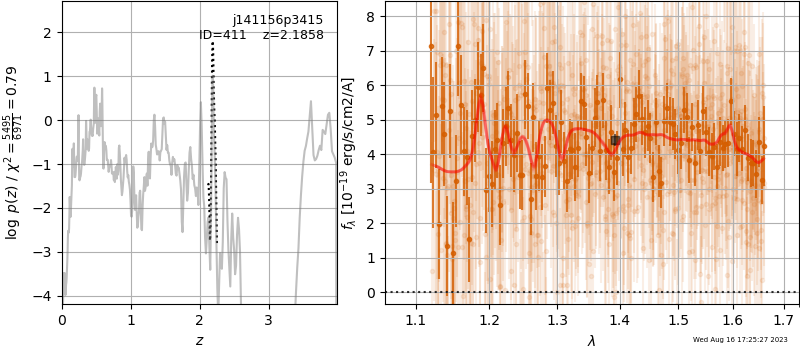 j141156p3415
ID=411 z=2.1858
log p(z) / χ² = 5495/6971 = 0.79
2
1
0
−1
−2
−3
−4
0 1 2 3
z
f_λ [10⁻¹⁹ erg/s/cm2/A]
8
7
6
5
4
3
2
1
0
1.1 1.2 1.3 1.4 1.5 1.6 1.7
λ
Wed Aug 16 17:25:27 2023